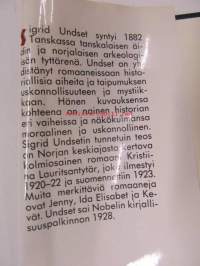 Sigrid Undset syntyi 1882
Tanskassa tanskalaisen äi-
din ja norjalaisen arkeologi-
isän tyttärenä. Undset on yh-
distänyt romaaneissaan histo-
riallisia aiheita ja taipumuksen
uskonnollisuuteen ja mystiik-
kaan. Hänen kuvauksensa
kohteena on nainen historian
eri vaiheissa ja näkökulmansa
moraalinen ja uskonnollinen.
Sigrid Undsetin tunnetuin teos
on Norjan keskiajasta kertova
kolmiosainen romaani Kristii-
na Lauritsantytär, joka ilmestyi
1920–22 ja suomennettiin 1923.
Muita merkittäviä romaaneja
ovat Jenny, Ida Elisabet ja Ke-
vät. Undset sai Nobelin kirjalli-
suuspalkinnon 1928.